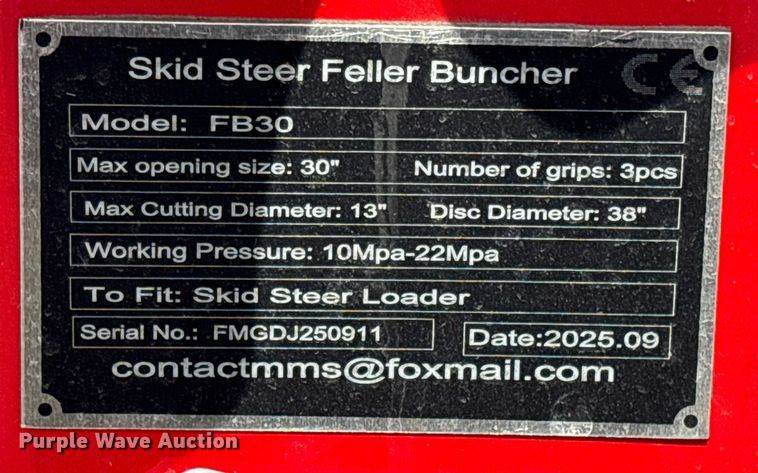 Skid Steer Feller Buncher CE
Model: FB30
Max opening size: 30" Number of grips: 3pcs
Max Cutting Diameter: 13" Disc Diameter: 38"
Working Pressure: 10Mpa-22Mpa
To Fit: Skid Steer Loader
Serial No.: FMGDJ250911 Date:2025.09
contactmms@foxmail.com
Purple Wave Auction